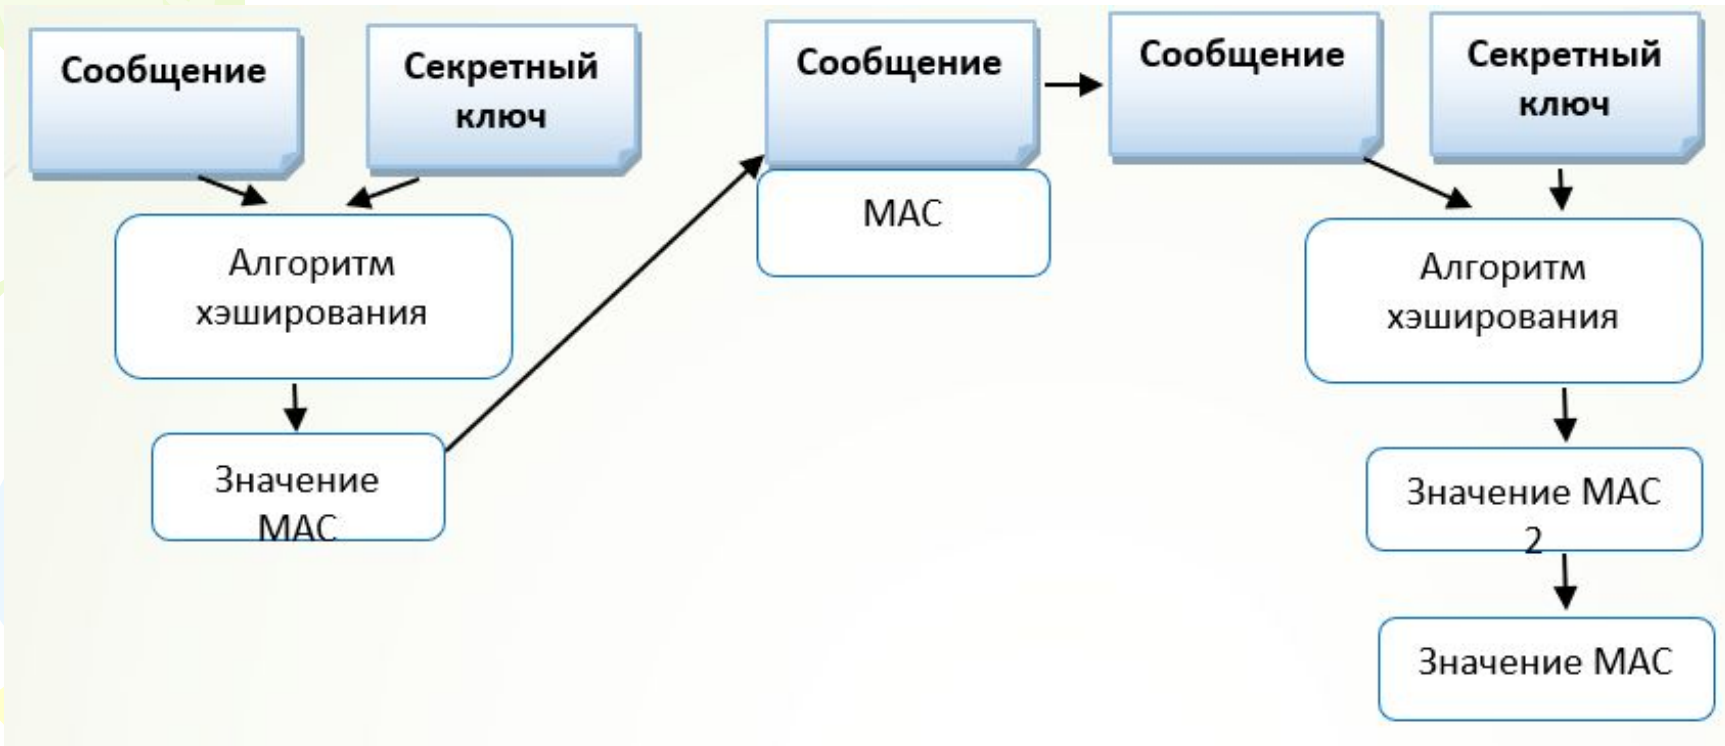 Сообщение
Секретный
ключ
Алгоритм
хэширования
Значение
MAC
Сообщение
MAC
Сообщение
Секретный
ключ
Алгоритм
хэширования
Значение MAC
2
Значение MAC